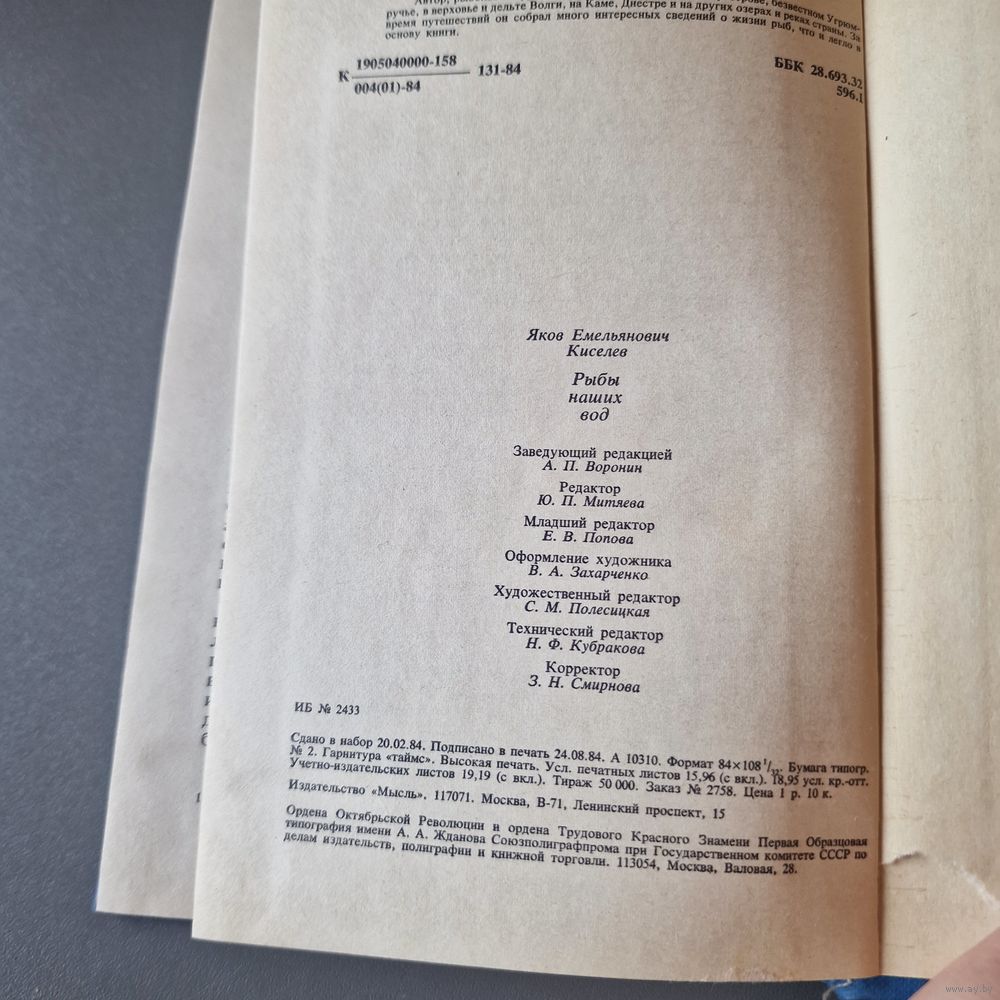 Автор, рыбо
безвестном Угрюм-
ручье, в верховье и дельте Волги, на Каме, Днестре и на других озерах и реках страны. За
время путешествий он собрал много интересных сведений о жизни рыб, что и легло в
основу книги.
К 1905040000-158
004(01)-84 131-84
ББК 28.693.32
596.1
Яков Емельянович
Киселев
Рыбы
наших
вод
Заведующий редакцией
А. П. Воронин
Редактор
Ю. П. Митяева
Младший редактор
Е. В. Попова
Оформление художника
В. А. Захарченко
Художественный редактор
С. М. Полесицкая
Технический редактор
Н. Ф. Кубракова
Корректор
З. Н. Смирнова
ИБ № 2433
Сдано в набор 20.02.84. Подписано в печать 24.08.84. А 10310. Формат 84×108 1/32. Бумага типогр.
№ 2. Гарнитура «таймс». Высокая печать. Усл. печатных листов 15,96 (с вкл.). 18,95 усл. кр.-отт.
Учетно-издательских листов 19,19 (с вкл.). Тираж 50 000. Заказ № 2758. Цена 1 р. 10 к.
Издательство «Мысль». 117071. Москва, В-71, Ленинский проспект, 15
Ордена Октябрьской Революции и ордена Трудового Красного Знамени Первая Образцовая
типография имени А. А. Жданова Союзполиграфпрома при Государственном комитете СССР по
делам издательств, полиграфии и книжной торговли. 113054, Москва, Валовая, 28.
www.ay.by